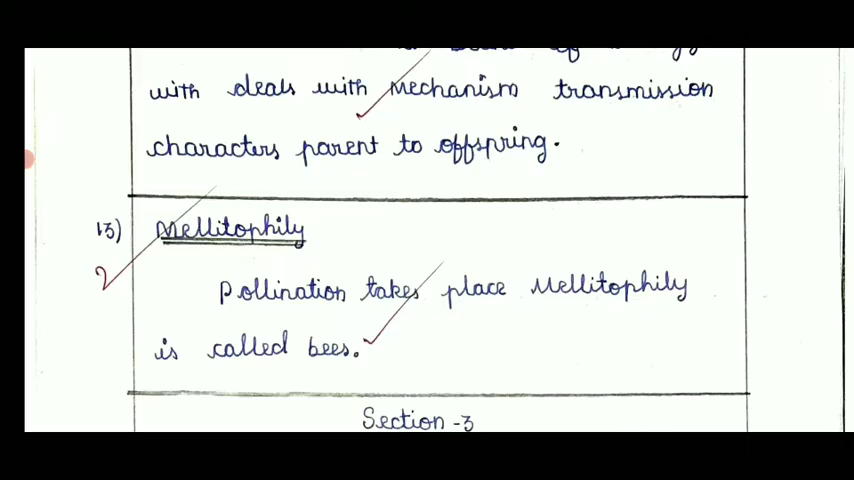 with deals with mechanism transmission
characters parent to offspring.
13) Mellitophily
2
Pollination takes place Mellitophily
is called bees.
Section -3